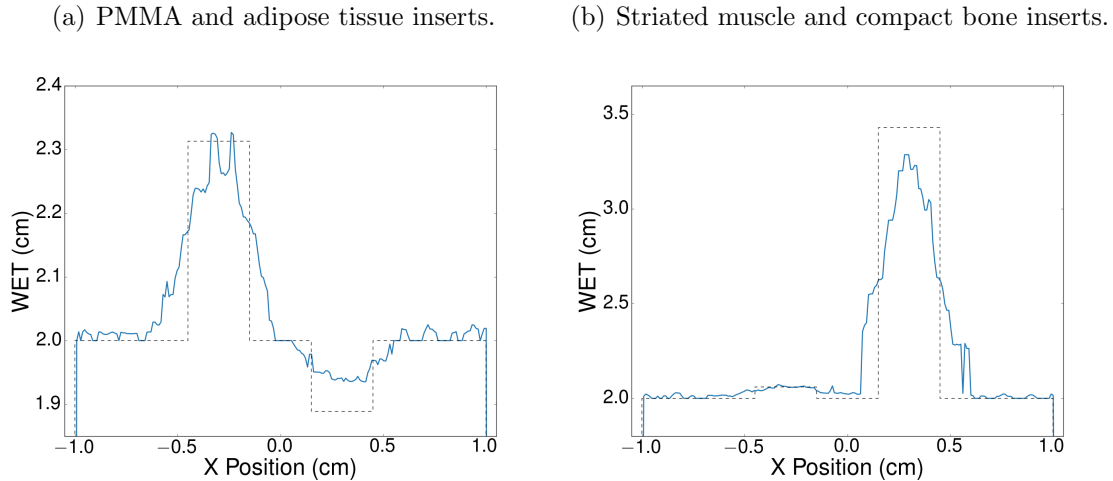 (a) PMMA and adipose tissue inserts.
(b) Striated muscle and compact bone inserts.
2.4
2.3
2.2
2.1
2.0
1.9
WET (cm)
−1.0 −0.5 0.0 0.5 1.0
X Position (cm)
3.5
3.0
2.5
2.0
WET (cm)
−1.0 −0.5 0.0 0.5 1.0
X Position (cm)